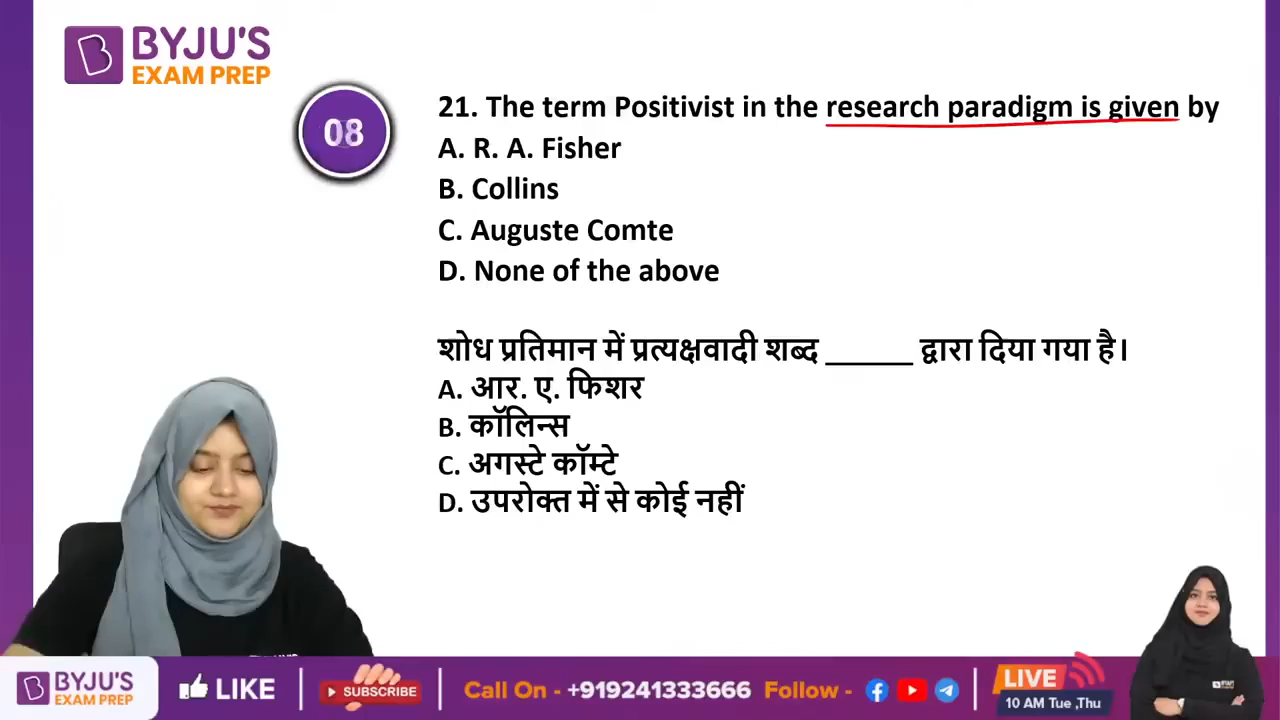 BYJU'S
EXAM PREP
08
21. The term Positivist in the research paradigm is given by
A. R. A. Fisher
B. Collins
C. Auguste Comte
D. None of the above
शोध प्रतिमान में प्रत्यक्षवादी शब्द ______ द्वारा दिया गया है।
A. आर. ए. फिशर
B. कॉलिन्स
C. अगस्टे कॉम्टे
D. उपरोक्त में से कोई नहीं
BYJU'S
EXAM PREP
LIKE
SUBSCRIBE
Call On - +919241333666
Follow -
LIVE
10 AM Tue ,Thu